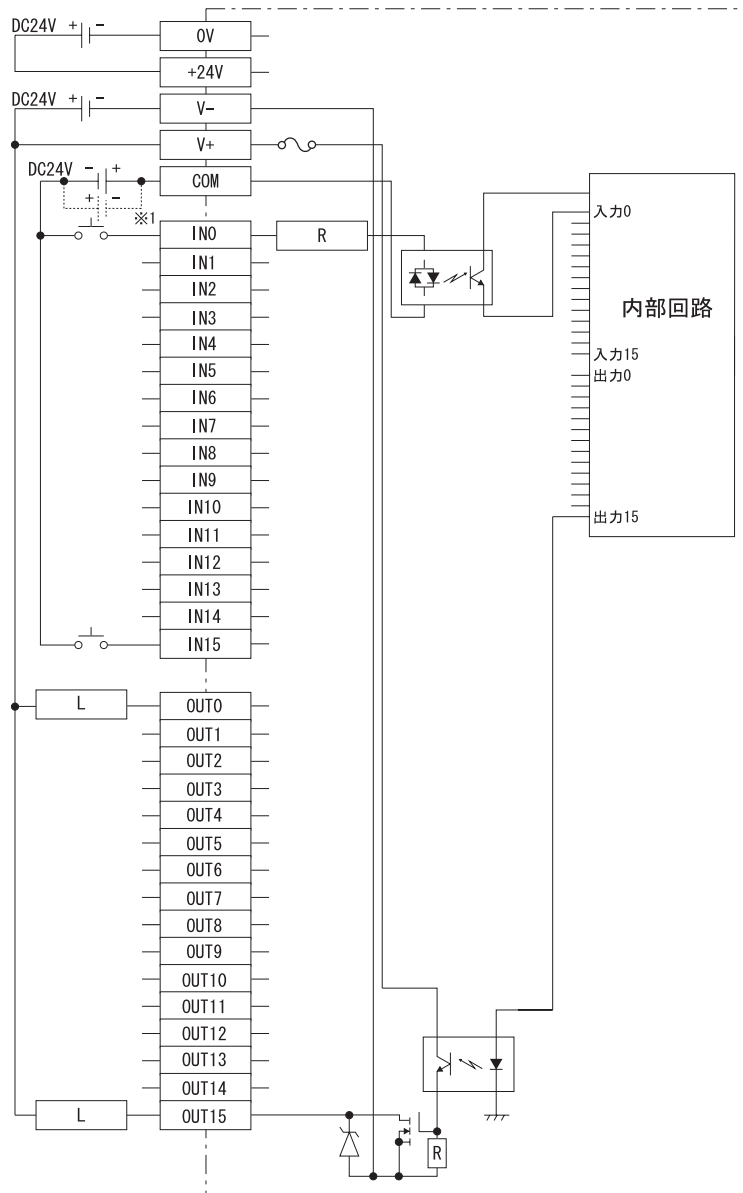 DC24V + -
0V
+24V
DC24V + -
V-
V+
DC24V - +
COM
+ -
※1
IN0
R
入力0
IN1
IN2
IN3
内部回路
IN4
入力15
IN5
出力0
IN6
IN7
IN8
IN9
IN10
出力15
IN11
IN12
IN13
IN14
IN15
L
OUT0
OUT1
OUT2
OUT3
OUT4
OUT5
OUT6
OUT7
OUT8
OUT9
OUT10
OUT11
OUT12
OUT13
OUT14
L
OUT15
R